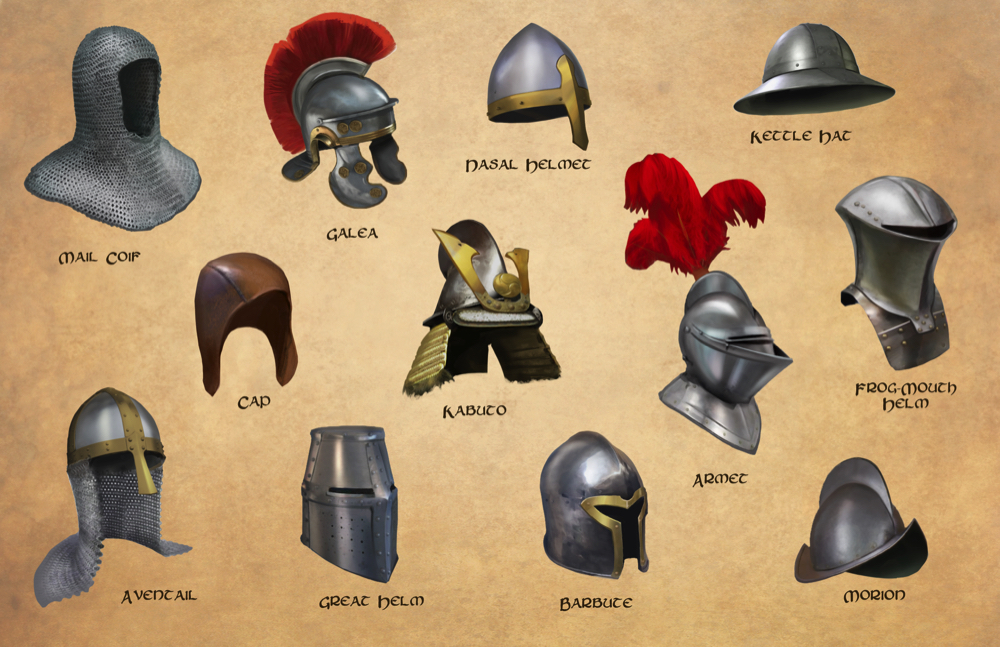 Mail Coif
Galea
Nasal Helmet
Kettle Hat
Cap
Kabuto
Armet
Frog-Mouth
Helm
Aventail
Great Helm
Barbute
Morion